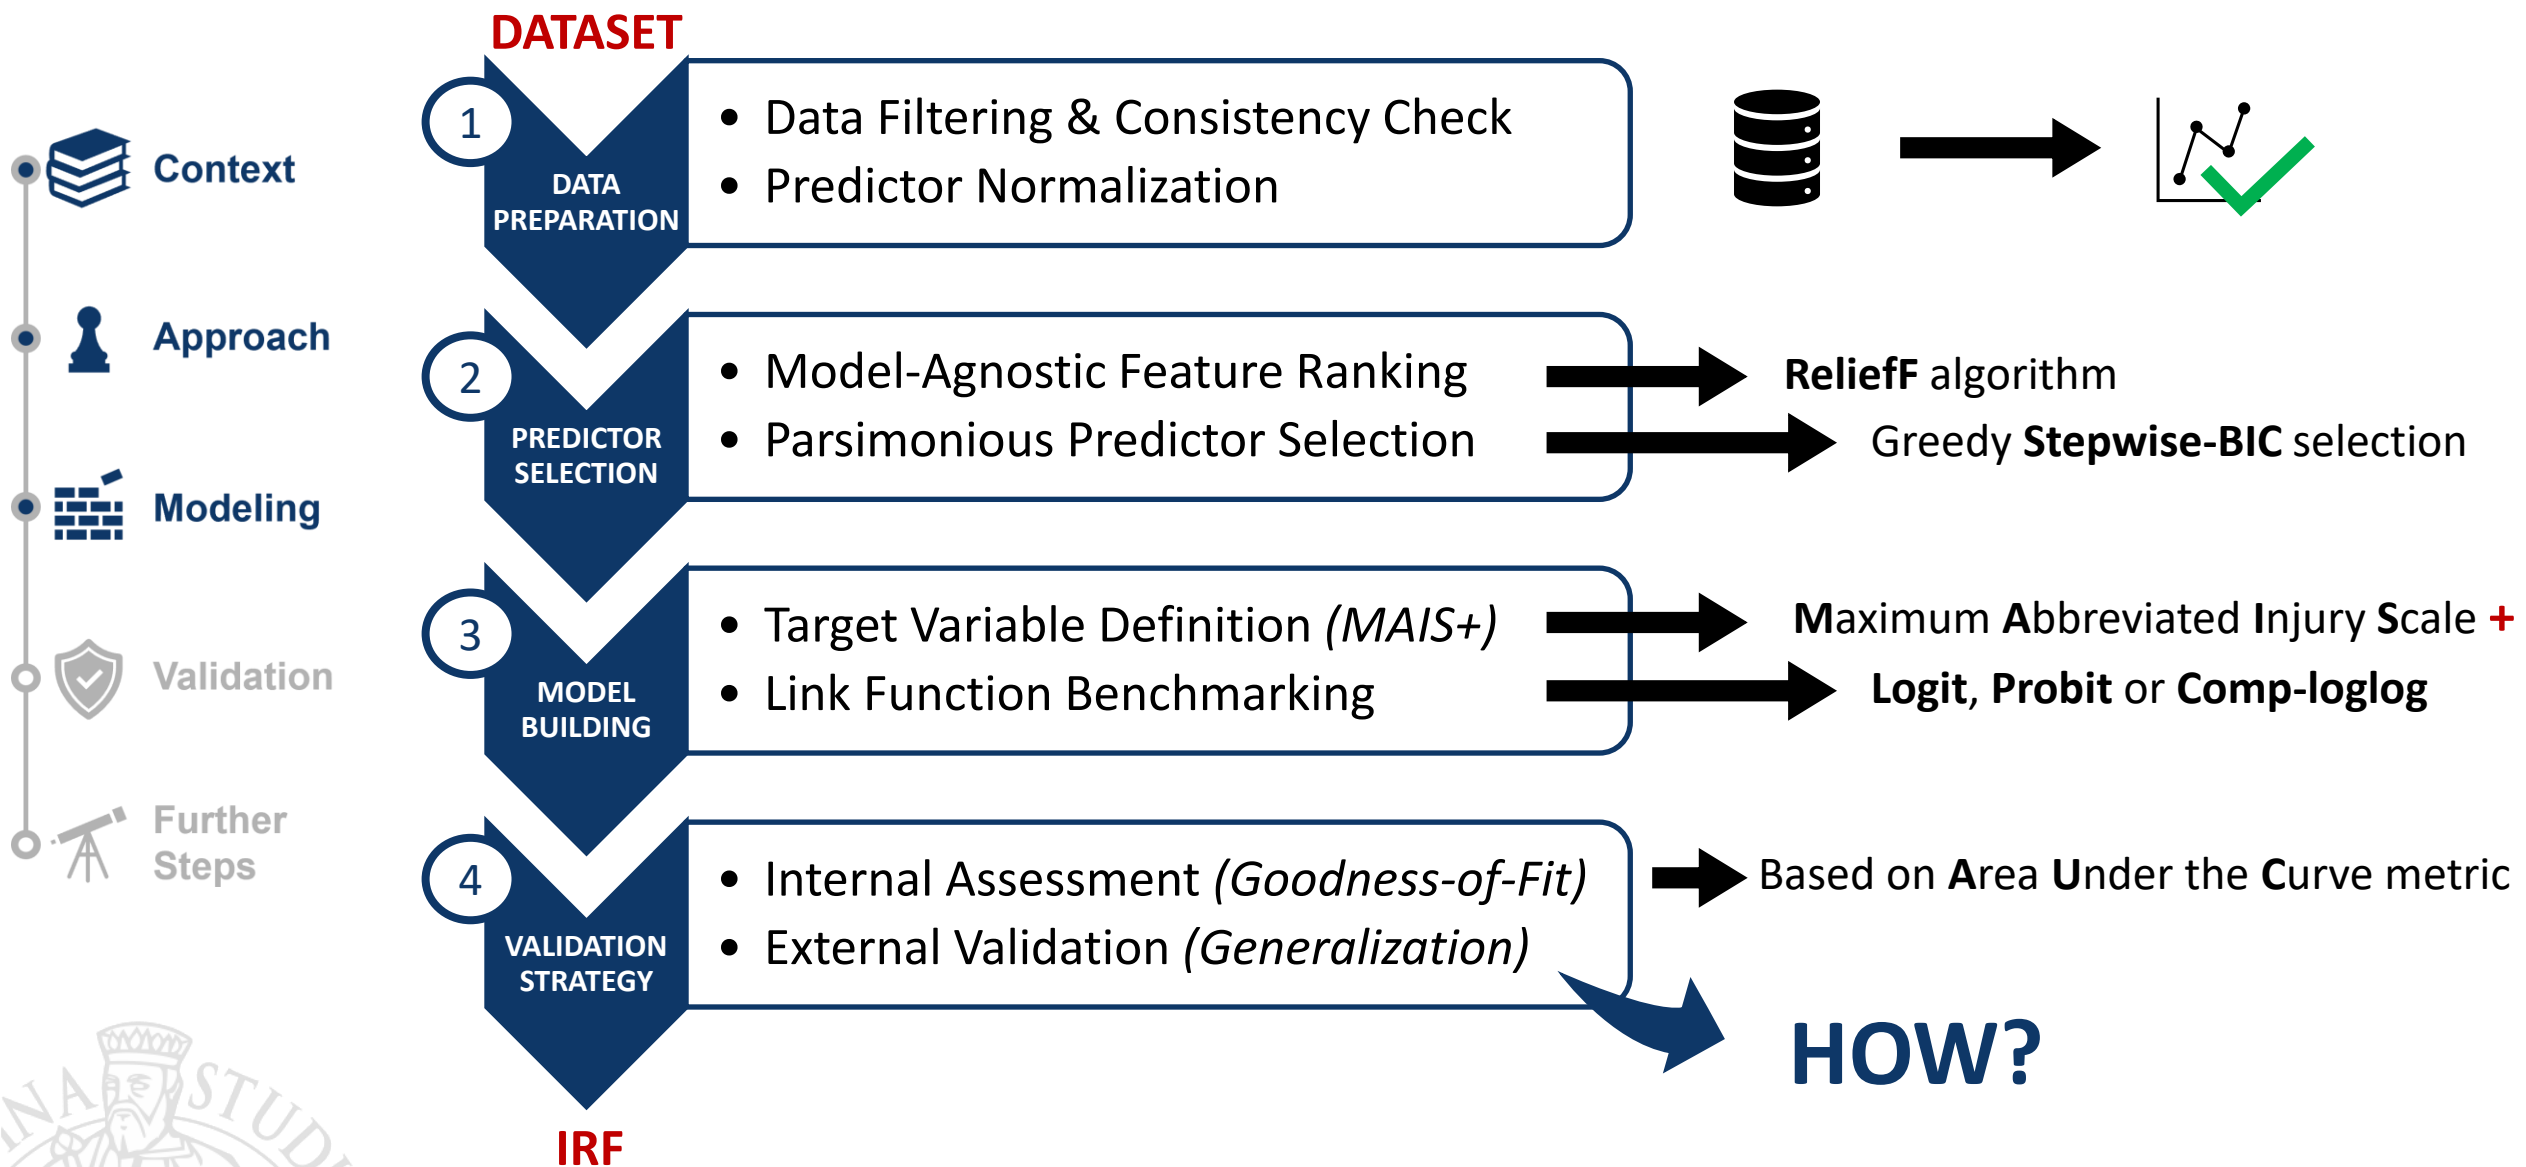 Context
Approach
Modeling
Validation
Further
Steps
DATASET
1
DATA
PREPARATION
• Data Filtering & Consistency Check
• Predictor Normalization
2
PREDICTOR
SELECTION
• Model-Agnostic Feature Ranking
ReliefF algorithm
• Parsimonious Predictor Selection
Greedy Stepwise-BIC selection
3
MODEL
BUILDING
• Target Variable Definition (MAIS+)
Maximum Abbreviated Injury Scale +
• Link Function Benchmarking
Logit, Probit or Comp-loglog
4
VALIDATION
STRATEGY
• Internal Assessment (Goodness-of-Fit)
Based on Area Under the Curve metric
• External Validation (Generalization)
HOW?
IRF